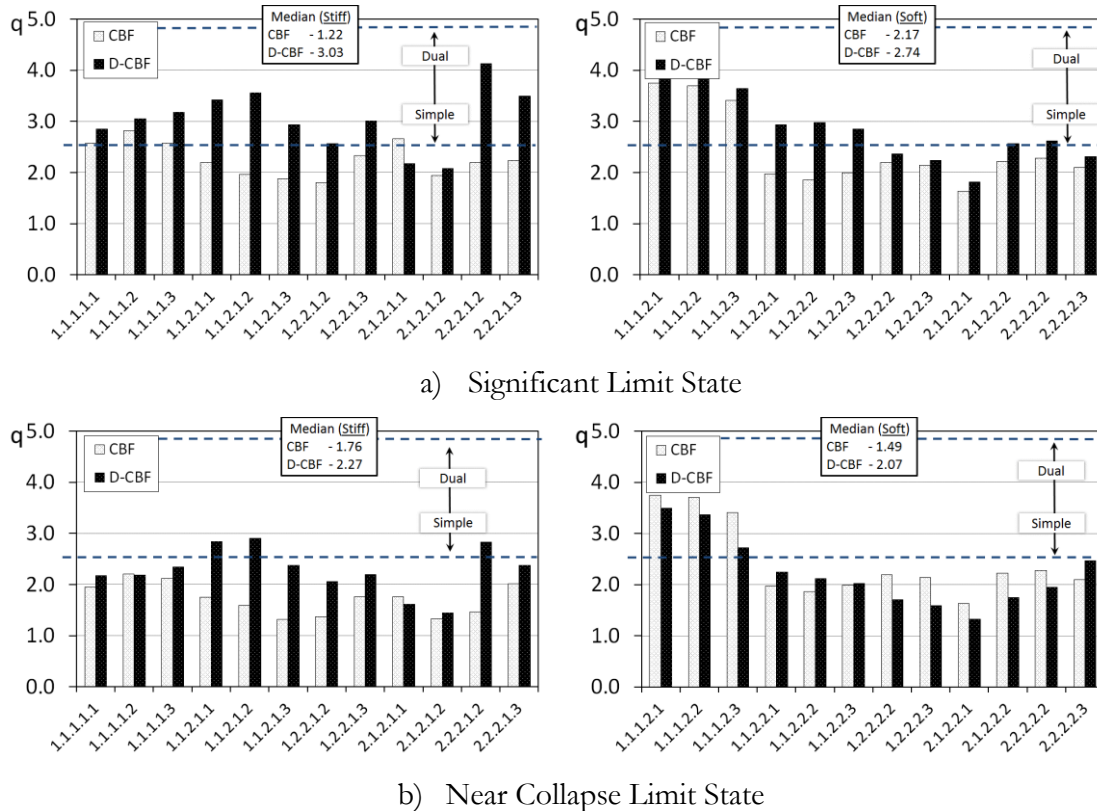 q
5.0
4.0
3.0
2.0
1.0
0.0
CBF
D-CBF
Median (Stiff)
CBF - 1.22
D-CBF - 3.03
Dual
Simple
1.1.1.1.1
1.1.1.1.2
1.1.1.1.3
1.1.2.1.1
1.1.2.1.2
1.1.2.1.3
1.2.2.1.2
1.2.2.1.3
2.1.2.1.1
2.1.2.1.2
2.2.2.1.2
2.2.2.1.3
q
5.0
4.0
3.0
2.0
1.0
0.0
CBF
D-CBF
Median (Soft)
CBF - 2.17
D-CBF - 2.74
Dual
Simple
1.1.1.2.1
1.1.1.2.2
1.1.1.2.3
1.1.2.2.1
1.1.2.2.2
1.1.2.2.3
1.2.2.2.2
1.2.2.2.3
2.1.2.2.1
2.1.2.2.2
2.2.2.2.2
2.2.2.2.3
a) Significant Limit State
q
5.0
4.0
3.0
2.0
1.0
0.0
CBF
D-CBF
Median (Stiff)
CBF - 1.76
D-CBF - 2.27
Dual
Simple
1.1.1.1.1
1.1.1.1.2
1.1.1.1.3
1.1.2.1.1
1.1.2.1.2
1.1.2.1.3
1.2.2.1.2
1.2.2.1.3
2.1.2.1.1
2.1.2.1.2
2.2.2.1.2
2.2.2.1.3
q
5.0
4.0
3.0
2.0
1.0
0.0
CBF
D-CBF
Median (Soft)
CBF - 1.49
D-CBF - 2.07
Dual
Simple
1.1.1.2.1
1.1.1.2.2
1.1.1.2.3
1.1.2.2.1
1.1.2.2.2
1.1.2.2.3
1.2.2.2.2
1.2.2.2.3
2.1.2.2.1
2.1.2.2.2
2.2.2.2.2
2.2.2.2.3
b) Near Collapse Limit State